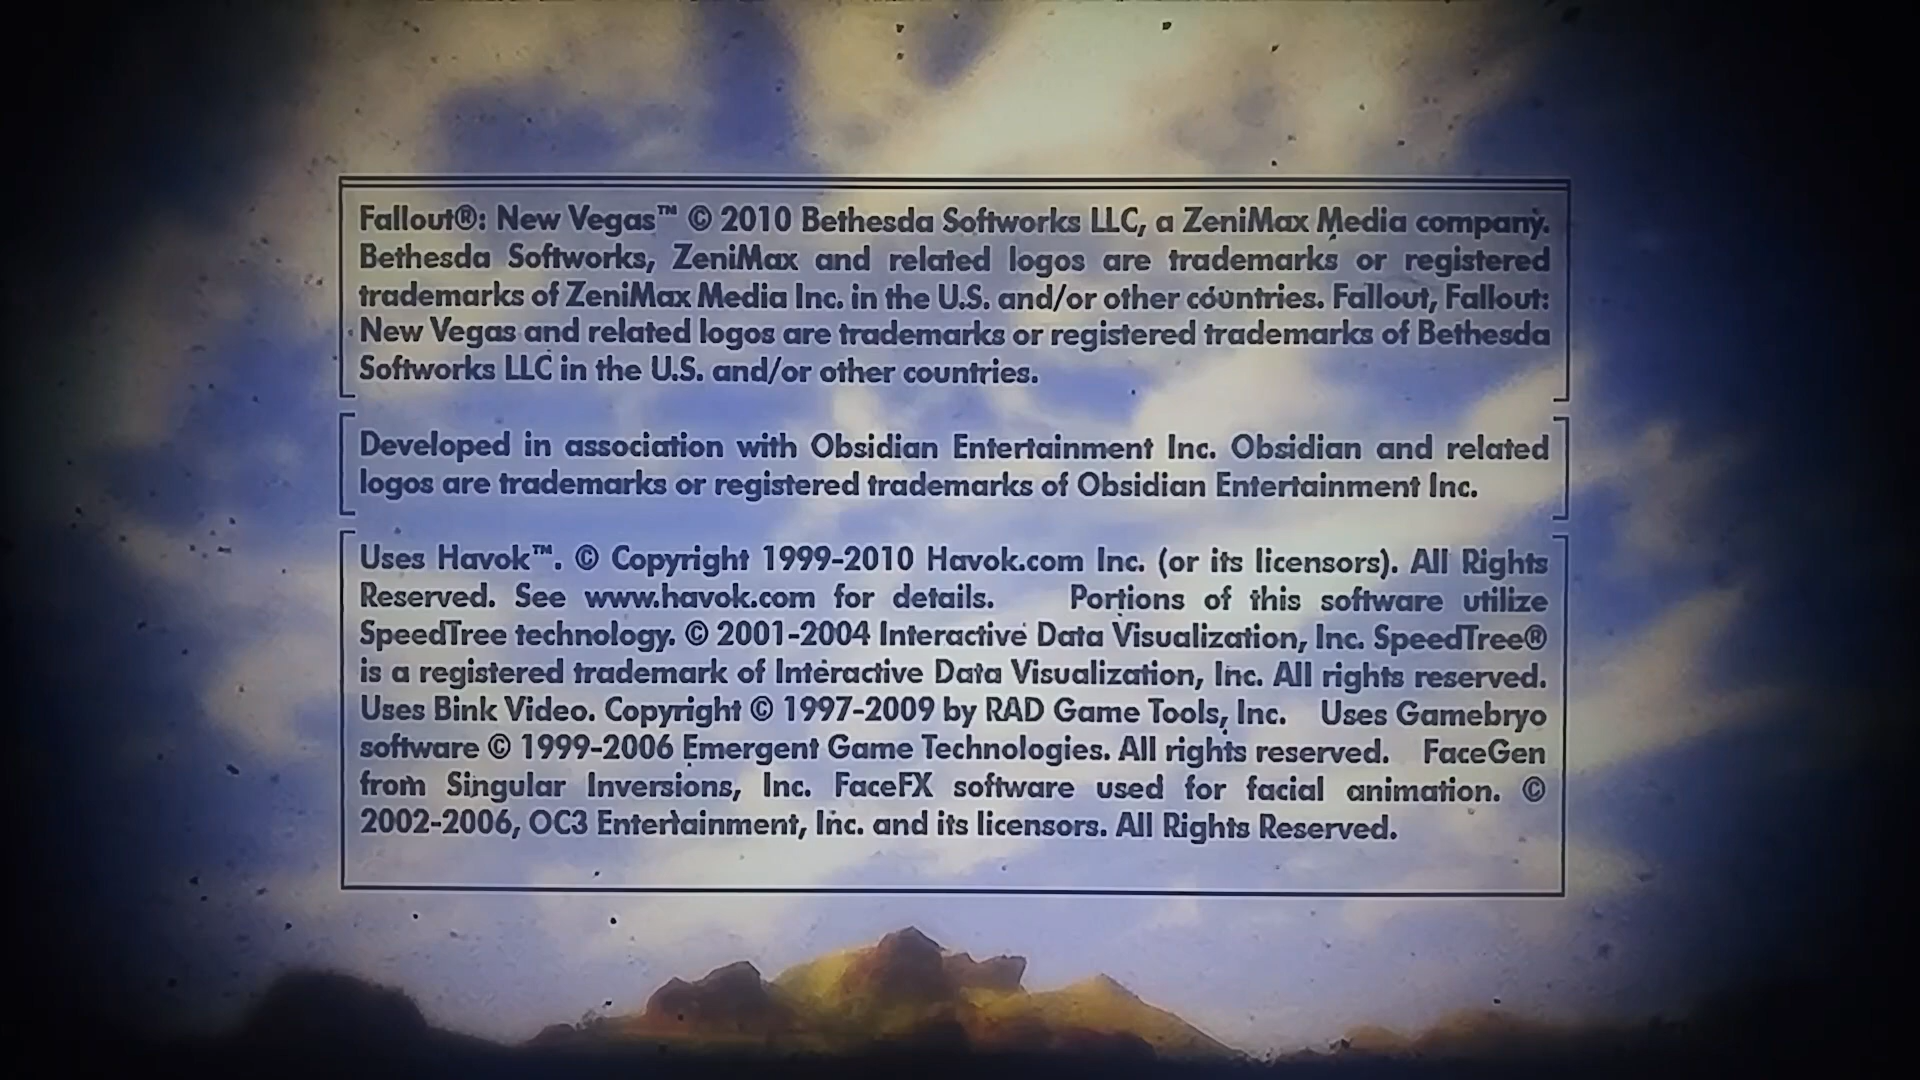 Fallout®: New Vegas™ © 2010 Bethesda Softworks LLC, a ZeniMax Media company.
Bethesda Softworks, ZeniMax and related logos are trademarks or registered
trademarks of ZeniMax Media Inc. in the U.S. and/or other countries. Fallout, Fallout:
New Vegas and related logos are trademarks or registered trademarks of Bethesda
Softworks LLC in the U.S. and/or other countries.
Developed in association with Obsidian Entertainment Inc. Obsidian and related
logos are trademarks or registered trademarks of Obsidian Entertainment Inc.
Uses Havok™. © Copyright 1999-2010 Havok.com Inc. (or its licensors). All Rights
Reserved. See www.havok.com for details. Portions of this software utilize
SpeedTree technology. © 2001-2004 Interactive Data Visualization, Inc. SpeedTree®
is a registered trademark of Interactive Data Visualization, Inc. All rights reserved.
Uses Bink Video. Copyright © 1997-2009 by RAD Game Tools, Inc. Uses Gamebryo
software © 1999-2006 Emergent Game Technologies. All rights reserved. FaceGen
from Singular Inversions, Inc. FaceFX software used for facial animation. ©
2002-2006, OC3 Entertainment, Inc. and its licensors. All Rights Reserved.